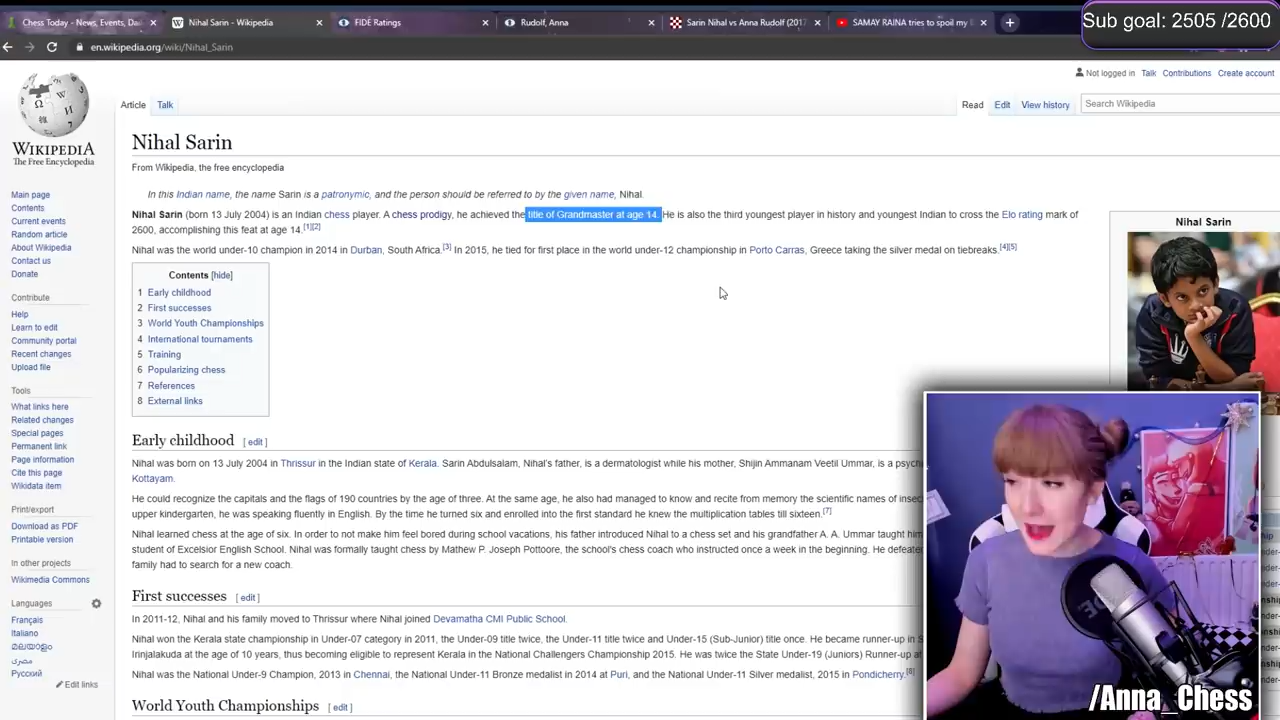 Chess Today - News, Events, Da
Nihal Sarin - Wikipedia
FIDE Ratings
Rudolf, Anna
Sarin Nihal vs Anna Rudolf (2017
SAMAY RAINA tries to spoil my
Sub goal: 2505 /2600
en.wikipedia.org/wiki/Nihal_Sarin
Not logged in Talk Contributions Create account
Article Talk
Read Edit View history
Search Wikipedia
WIKIPEDIA
The Free Encyclopedia
Main page
Contents
Current events
Random article
About Wikipedia
Contact us
Donate
Contribute
Help
Learn to edit
Community portal
Recent changes
Upload file
Tools
What links here
Related changes
Special pages
Permanent link
Page information
Cite this page
Wikidata item
Print/export
Download as PDF
Printable version
In other projects
Wikimedia Commons
Languages
Français
Italiano
മലയാളം
مصرى
Русский
Edit links
Nihal Sarin
From Wikipedia, the free encyclopedia
In this Indian name, the name Sarin is a patronymic, and the person should be referred to by the given name, Nihal.
Nihal Sarin (born 13 July 2004) is an Indian chess player. A chess prodigy, he achieved the title of Grandmaster at age 14. He is also the third youngest player in history and youngest Indian to cross the Elo rating mark of
2600, accomplishing this feat at age 14.[1][2]
Nihal was the world under-10 champion in 2014 in Durban, South Africa.[3] In 2015, he tied for first place in the world under-12 championship in Porto Carras, Greece taking the silver medal on tiebreaks.[4][5]
Contents [hide]
1 Early childhood
2 First successes
3 World Youth Championships
4 International tournaments
5 Training
6 Popularizing chess
7 References
8 External links
Nihal Sarin
Early childhood [ edit ]
Nihal was born on 13 July 2004 in Thrissur in the Indian state of Kerala. Sarin Abdulsalam, Nihal's father, is a dermatologist while his mother, Shijin Ammanam Veetil Ummar, is a psych
Kottayam.
He could recognize the capitals and the flags of 190 countries by the age of three. At the same age, he also had managed to know and recite from memory the scientific names of insec
upper kindergarten, he was speaking fluently in English. By the time he turned six and enrolled into the first standard he knew the multiplication tables till sixteen.[7]
Nihal learned chess at the age of six. In order to not make him feel bored during school vacations, his father introduced Nihal to a chess set and his grandfather A. A. Ummar taught him
student of Excelsior English School. Nihal was formally taught chess by Mathew P. Joseph Pottoore, the school's chess coach who instructed once a week in the beginning. He defeate
family had to search for a new coach.
First successes [ edit ]
In 2011-12, Nihal and his family moved to Thrissur where Nihal joined Devamatha CMI Public School.
Nihal won the Kerala state championship in Under-07 category in 2011, the Under-09 title twice, the Under-11 title twice and Under-15 (Sub-Junior) title once. He became runner-up in S
Irinjalakuda at the age of 10 years, thus becoming eligible to represent Kerala in the National Challengers Championship 2015. He was twice the State Under-19 (Juniors) Runner-up at
Nihal was the National Under-9 Champion, 2013 in Chennai, the National Under-11 Bronze medalist in 2014 at Puri, and the National Under-11 Silver medalist, 2015 in Pondicherry.[8]
World Youth Championships [ edit ]
/Anna_Chess